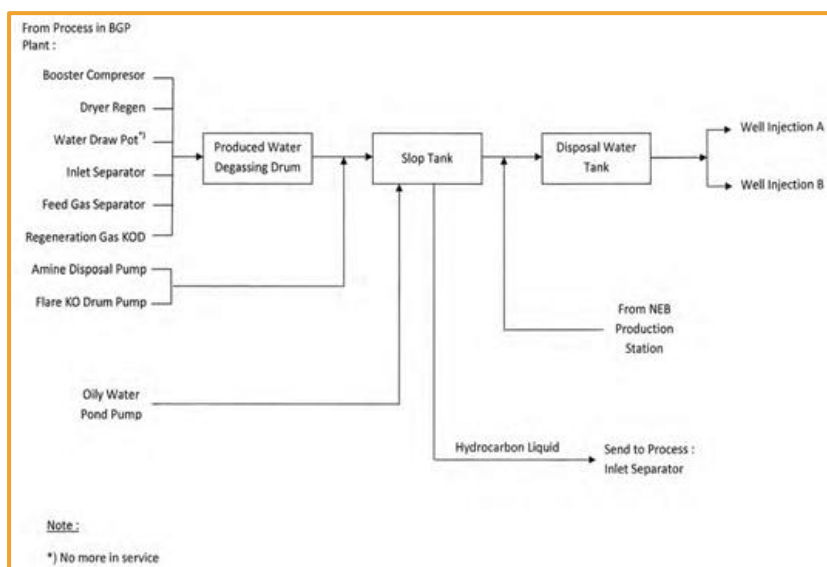 From Process in BGP
Plant :
Booster Compresor
Dryer Regen
Water Draw Pot*)
Inlet Separator
Feed Gas Separator
Regeneration Gas KOD
Amine Disposal Pump
Flare KO Drum Pump
Produced Water
Degassing Drum
Slop Tank
Disposal Water
Tank
Well Injection A
Well Injection B
From NEB
Production
Station
Oily Water
Pond Pump
Hydrocarbon Liquid
Send to Process :
Inlet Separator
Note :
*) No more in service